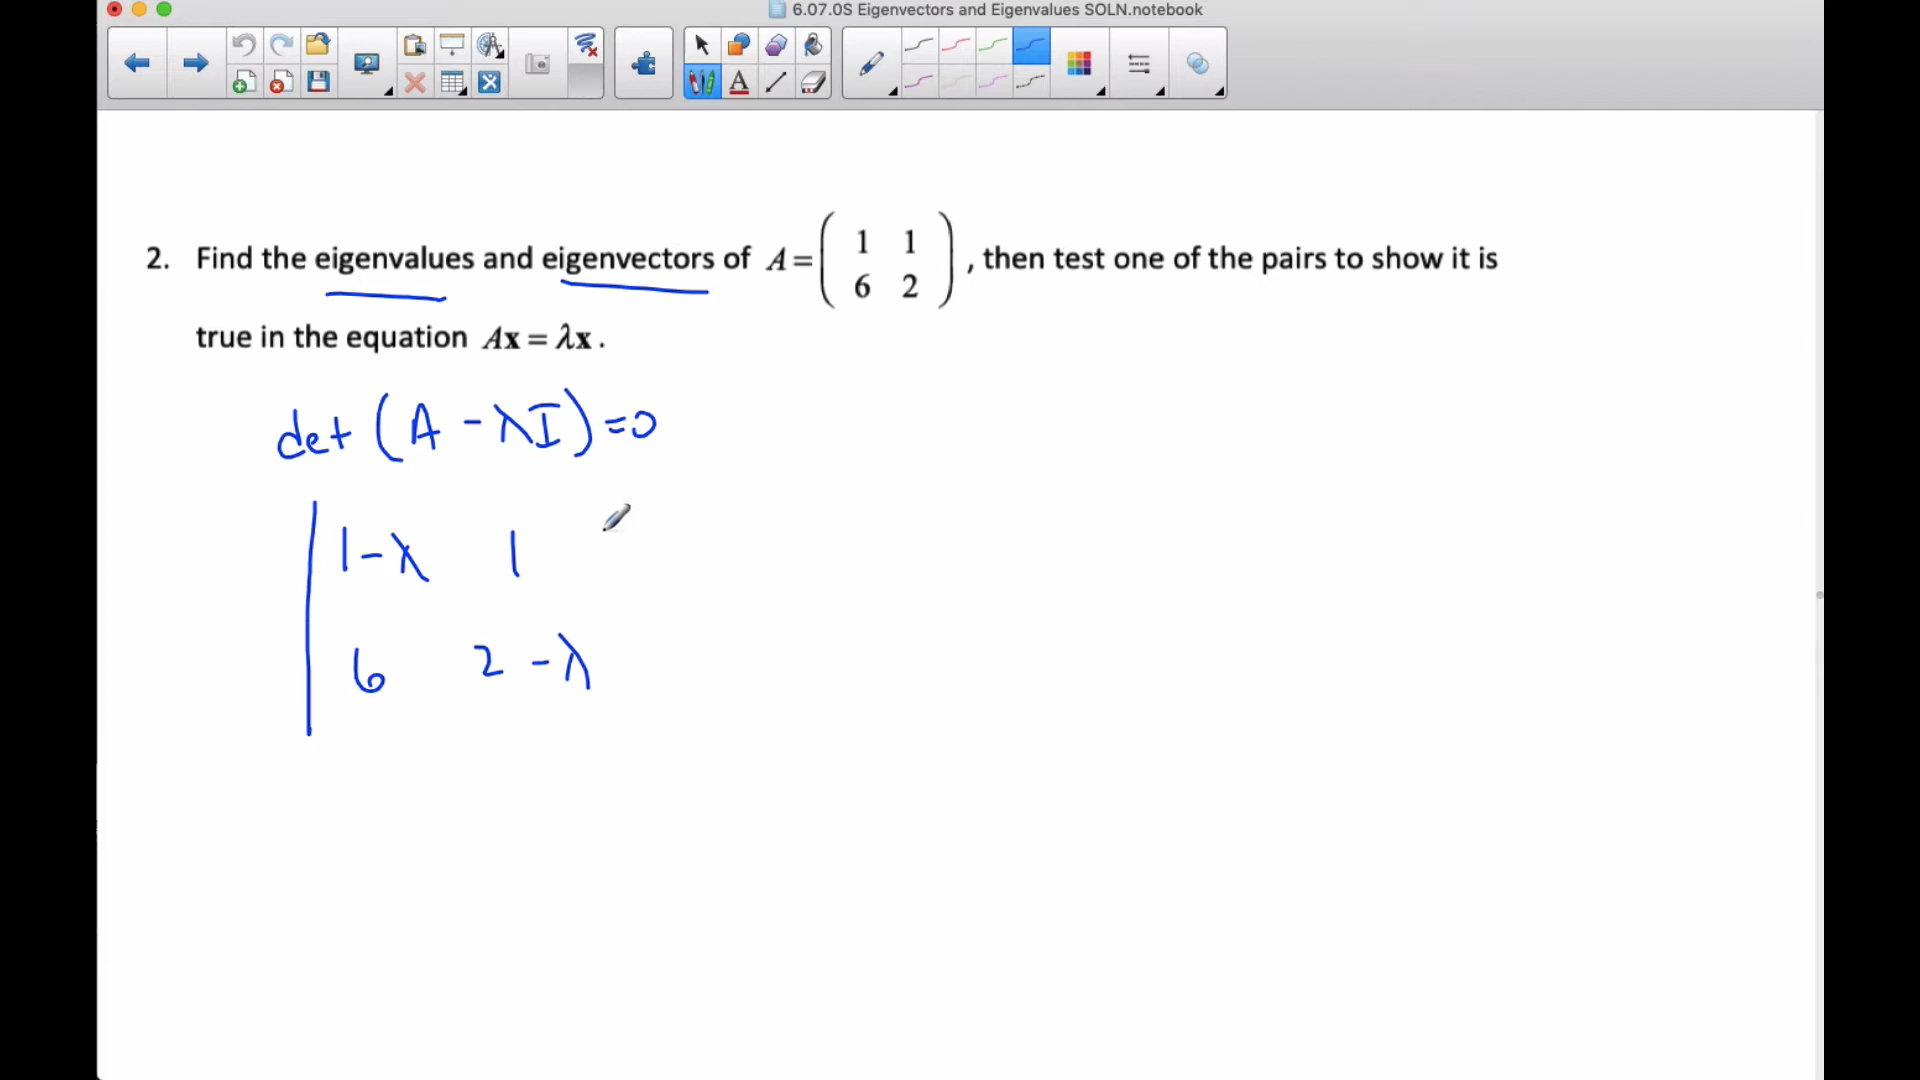 6.07.0S Eigenvectors and Eigenvalues SOLN.notebook
A
2. Find the eigenvalues and eigenvectors of A = ( 1 1 ; 6 2 ) , then test one of the pairs to show it is
true in the equation Ax = λx .
det (A - λI) = 0
| 1 - λ 1
6 2 - λ